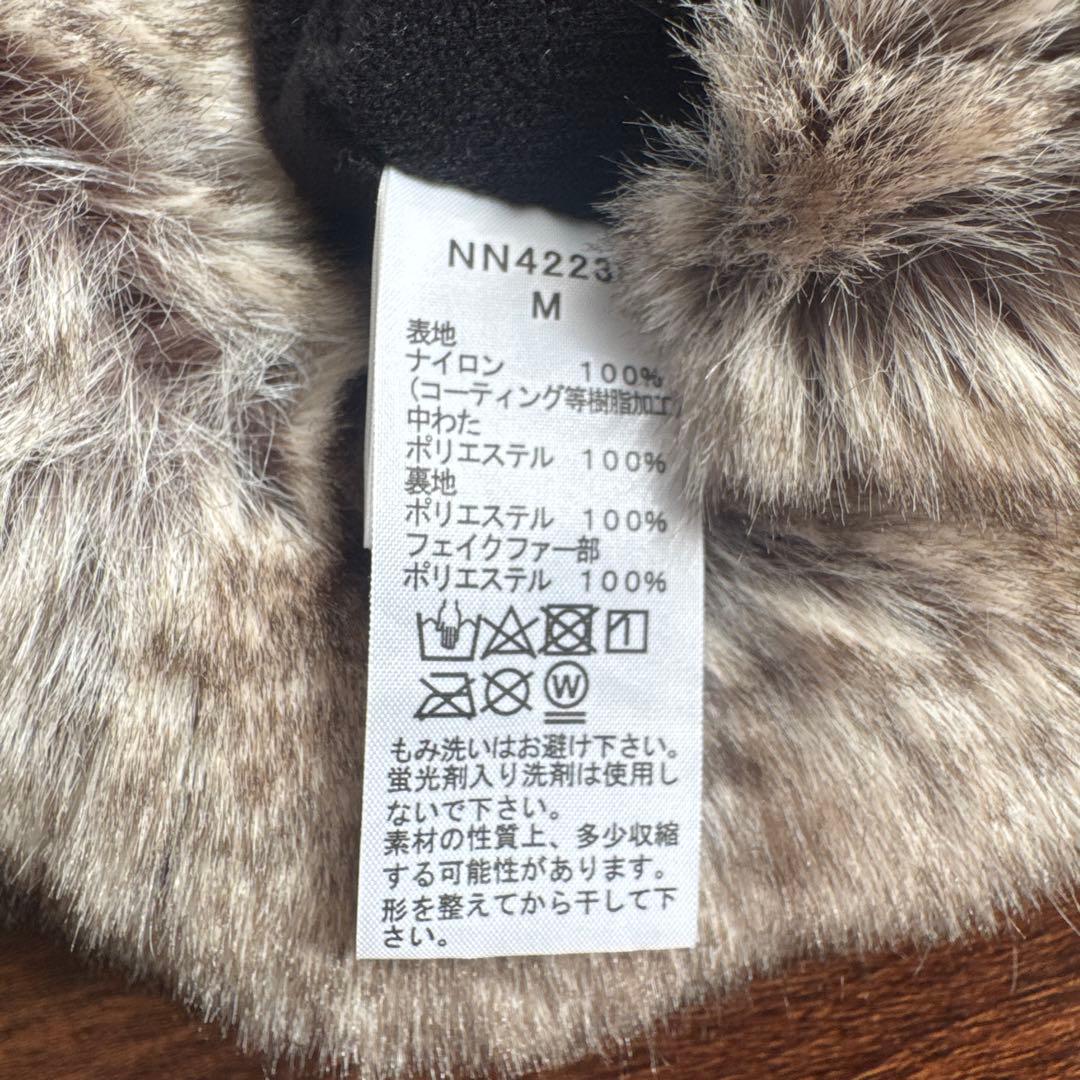 NN4223
M
表地
ナイロン 100%
(コーティング等樹脂加工)
中わた
ポリエステル 100%
裏地
ポリエステル 100%
フェイクファー部
ポリエステル 100%
W
もみ洗いはお避け下さい。
蛍光剤入り洗剤は使用し
ないで下さい。
素材の性質上、多少収縮
する可能性があります。
形を整えてから干して下
さい。